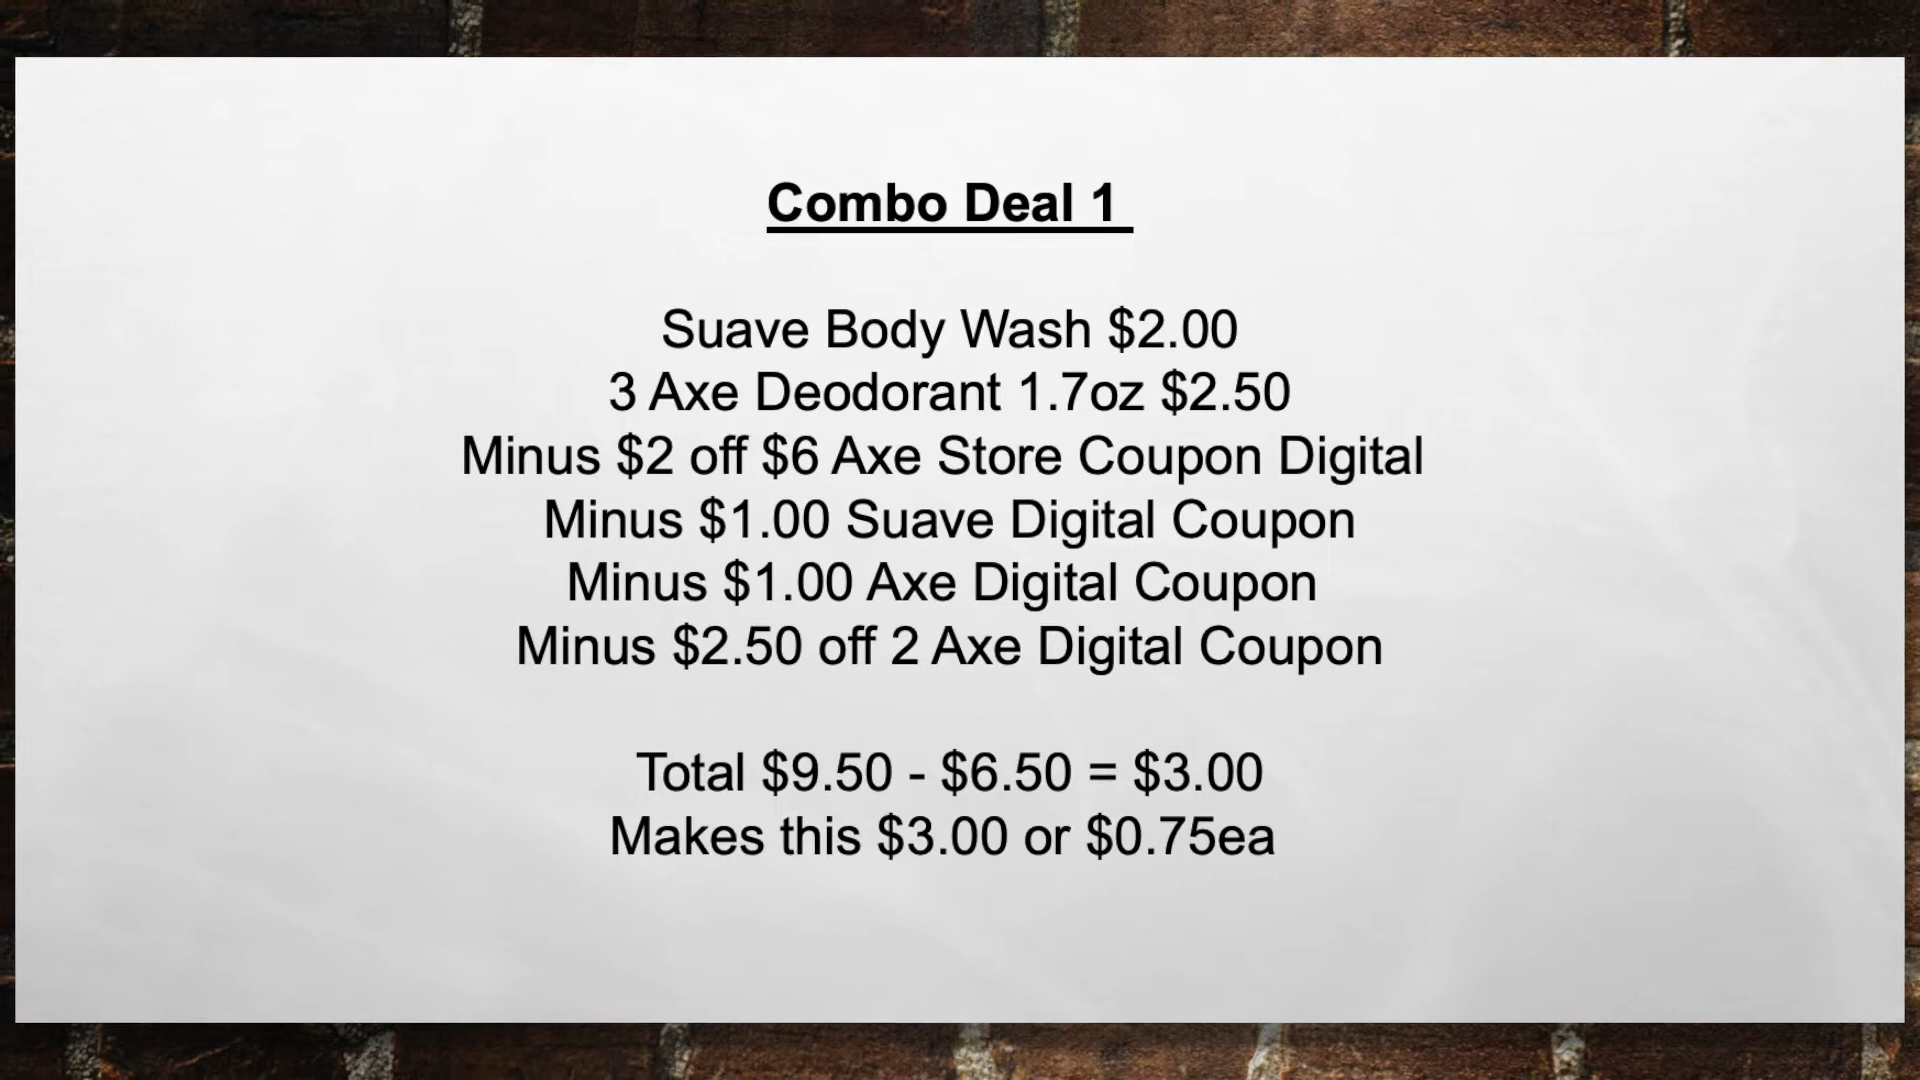 Combo Deal 1
Suave Body Wash $2.00
3 Axe Deodorant 1.7oz $2.50
Minus $2 off $6 Axe Store Coupon Digital
Minus $1.00 Suave Digital Coupon
Minus $1.00 Axe Digital Coupon
Minus $2.50 off 2 Axe Digital Coupon
Total $9.50 - $6.50 = $3.00
Makes this $3.00 or $0.75ea